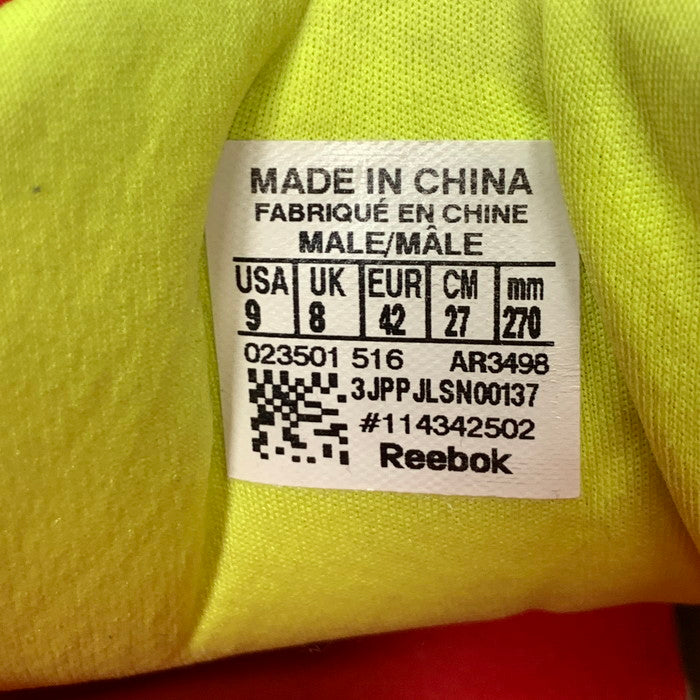 MADE IN CHINA
FABRIQUÉ EN CHINE
MALE/MÂLE
USA UK EUR CM mm
9 8 42 27 270
023501 516 AR3498
3JPPJLSN00137
#114342502
Reebok